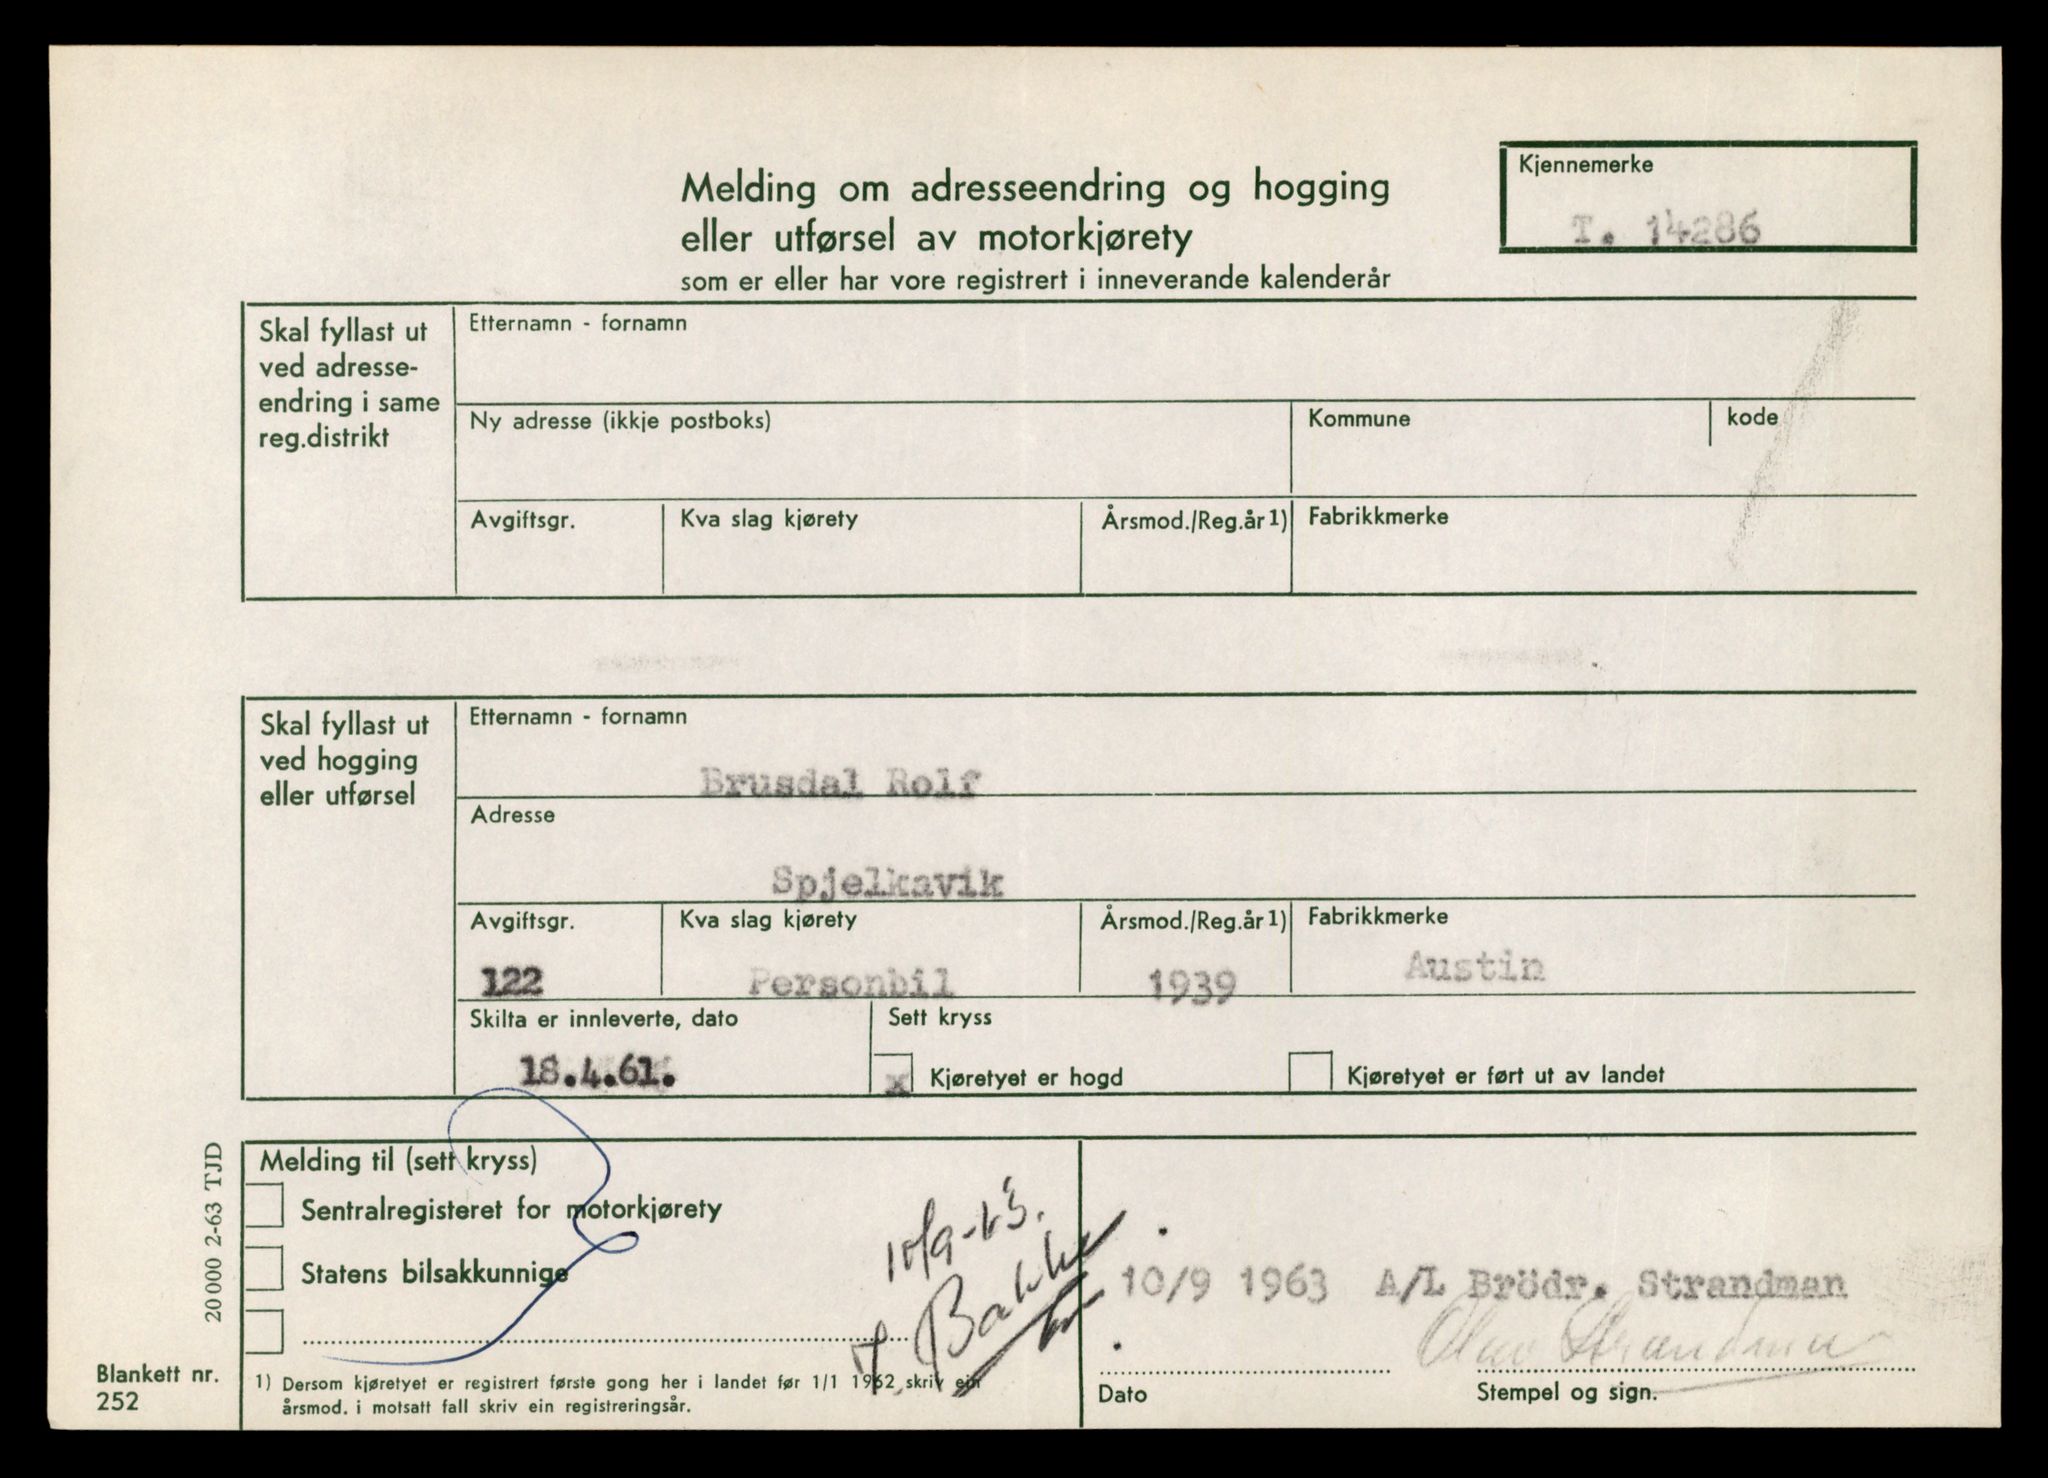 Melding om adresseendring og hogging
eller utførsel av motorkjørety
som er eller har vore registrert i inneverande kalenderår
Kjennemerke
T. 14286
Skal fyllast ut
ved adresse-
endring i same
reg.distrikt
Etternamn - fornamn
Ny adresse (ikkje postboks)
Kommune
kode
Avgiftsgr.
Kva slag kjørety
Årsmod./Reg.år 1)
Fabrikkmerke
Skal fyllast ut
ved hogging
eller utførsel
Etternamn - fornamn
Brusdal Rolf
Adresse
Spjelkavik
Avgiftsgr.
122
Kva slag kjørety
Personbil
Årsmod./Reg.år 1)
1939
Fabrikkmerke
Austin
Skilta er innleverte, dato
18.4.61.
Sett kryss
x Kjøretyet er hogd
Kjøretyet er ført ut av landet
Melding til (sett kryss)
Sentralregisteret for motorkjørety
Statens bilsakkunnige
10/9-63.
Bakke
10/9 1963 A/L Brödr. Strandman
Olav Strandman
Dato
Stempel og sign.
1) Dersom kjøretyet er registrert første gong her i landet før 1/1 1962 skriv ein
årsmod. i motsatt fall skriv ein registreringsår.
20 000 2-63 TJD
Blankett nr.
252